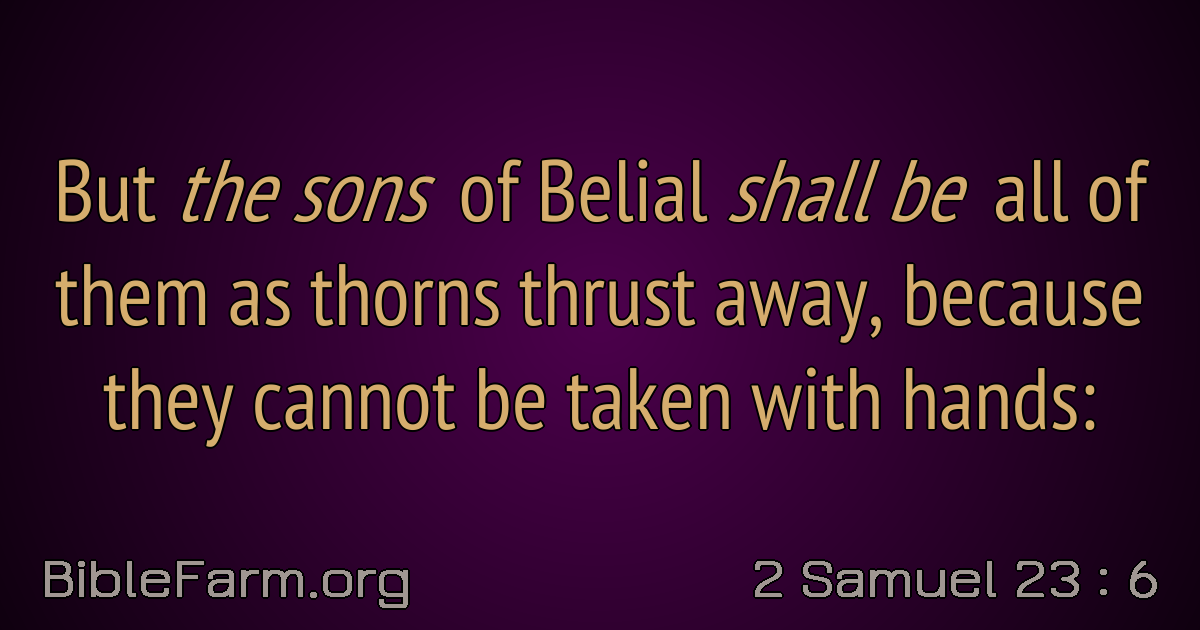 But the sons of Belial shall be all of
them as thorns thrust away, because
they cannot be taken with hands:
BibleFarm.org
2 Samuel 23 : 6